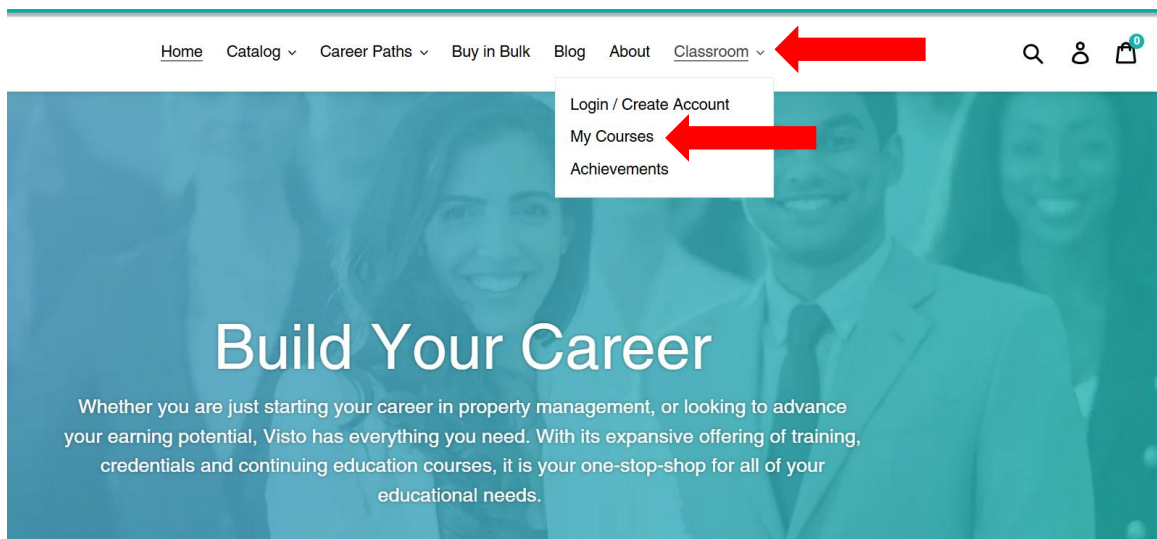 Home Catalog Career Paths Buy in Bulk Blog About Classroom
0
Login / Create Account
My Courses
Achievements
Build Your Career
Whether you are just starting your career in property management, or looking to advance
your earning potential, Visto has everything you need. With its expansive offering of training,
credentials and continuing education courses, it is your one-stop-shop for all of your
educational needs.